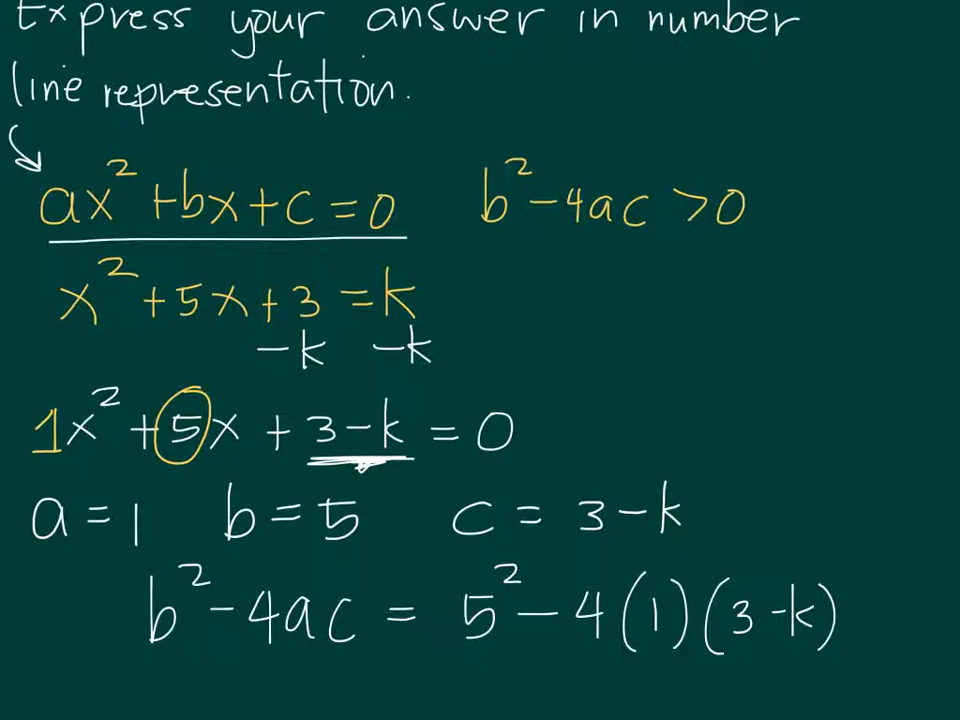 Express your answer in number
line representation.
ax² + bx + c = 0 b² - 4ac > 0
x² + 5x + 3 = k
- k - k
1x² + 5x + 3 - k = 0
a = 1 b = 5 c = 3 - k
b² - 4ac = 5² - 4(1)(3 - k)